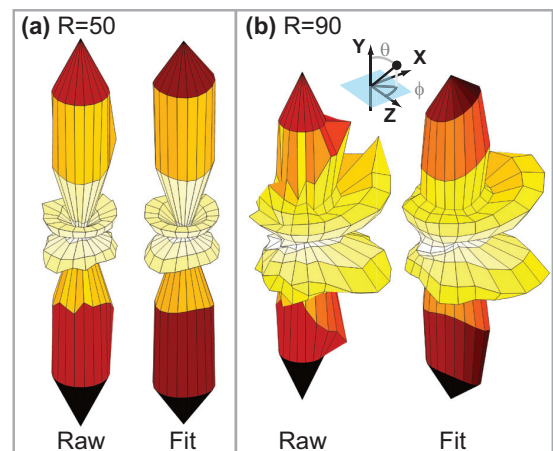 (a) R=50
(b) R=90
Y
θ
X
ϕ
Z
Raw
Fit
Raw
Fit